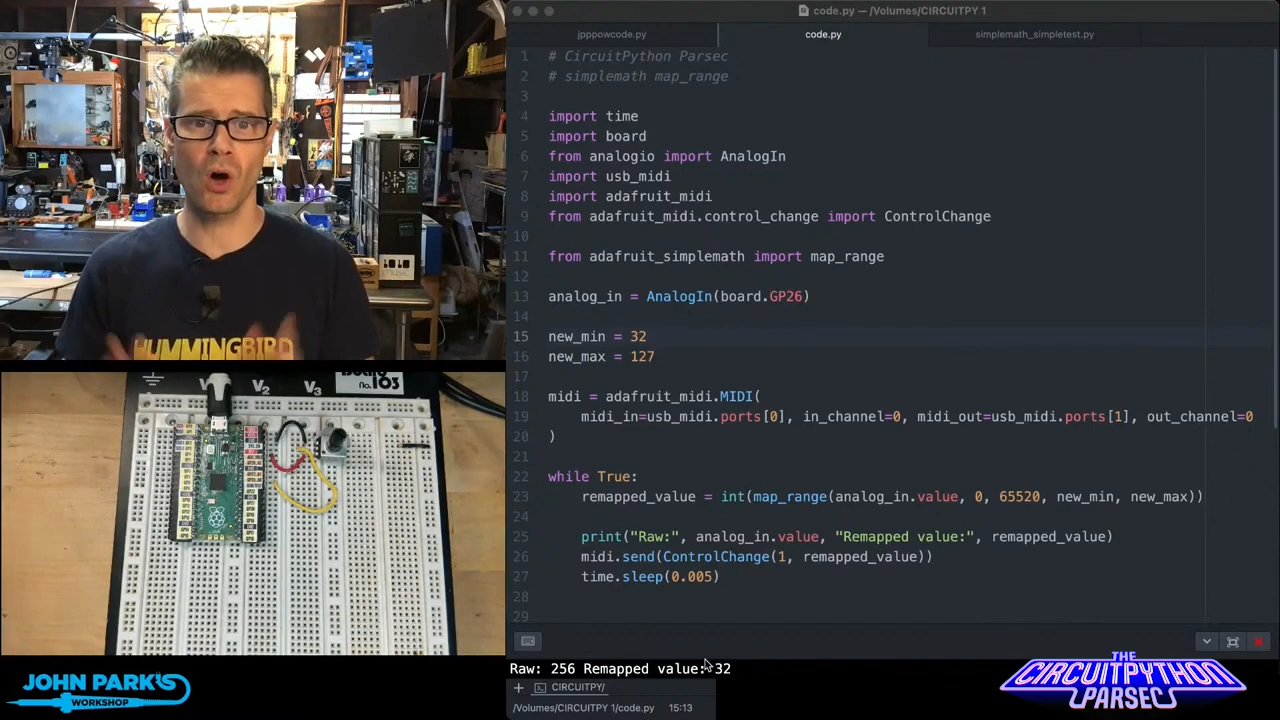 code.py — /Volumes/CIRCUITPY 1
jpppowcode.py
code.py
simplemath_simpletest.py
1 # CircuitPython Parsec
2 # simplemath map_range
3
4 import time
5 import board
6 from analogio import AnalogIn
7 import usb_midi
8 import adafruit_midi
9 from adafruit_midi.control_change import ControlChange
10
11 from adafruit_simplemath import map_range
12
13 analog_in = AnalogIn(board.GP26)
14
15 new_min = 32
16 new_max = 127
17
18 midi = adafruit_midi.MIDI(
19 midi_in=usb_midi.ports[0], in_channel=0, midi_out=usb_midi.ports[1], out_channel=0
20 )
21
22 while True:
23 remapped_value = int(map_range(analog_in.value, 0, 65520, new_min, new_max))
24
25 print("Raw:", analog_in.value, "Remapped value:", remapped_value)
26 midi.send(ControlChange(1, remapped_value))
27 time.sleep(0.005)
28
29
Raw: 256 Remapped value: 32
CIRCUITPY/
/Volumes/CIRCUITPY 1/code.py 15:13
HUMMINGBIRD
music
V2
V3
No. 103
JOHN PARK'S
WORKSHOP
THE
CIRCUITPYTHON
PARSEC